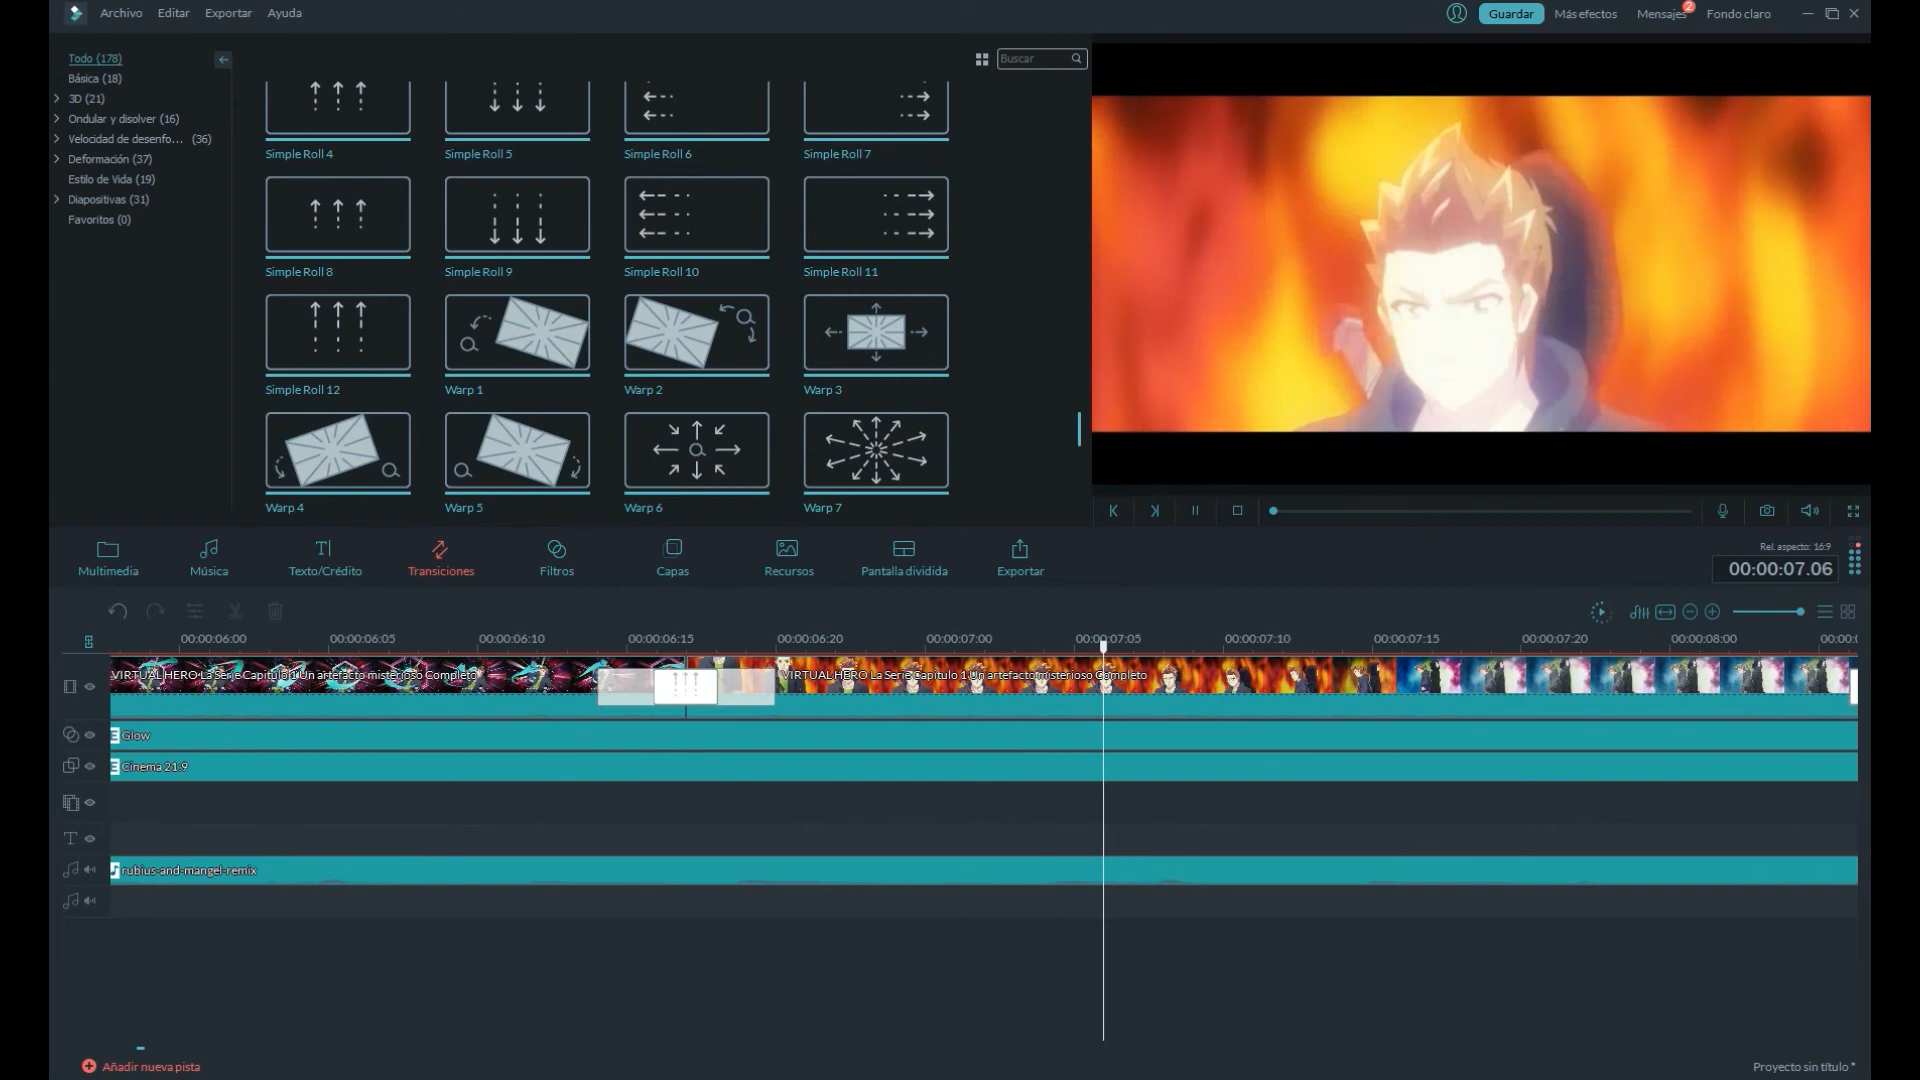 Archivo Editar Exportar Ayuda
Guardar Más efectos Mensajes 2 Fondo claro
Todo (178)
Básica (18)
3D (21)
Ondular y disolver (16)
Velocidad de desenfo... (36)
Deformación (37)
Estilo de Vida (19)
Diapositivas (31)
Favoritos (0)
Buscar
Simple Roll 4 Simple Roll 5 Simple Roll 6 Simple Roll 7
Simple Roll 8 Simple Roll 9 Simple Roll 10 Simple Roll 11
Simple Roll 12 Warp 1 Warp 2 Warp 3
Warp 4 Warp 5 Warp 6 Warp 7
Multimedia Música Texto/Crédito Transiciones Filtros Capas Recursos Pantalla dividida Exportar
Rel. aspecto: 16:9
00:00:07.06
00:00:06:00 00:00:06:05 00:00:06:10 00:00:06:15 00:00:06:20 00:00:07:00 00:00:07:05 00:00:07:10 00:00:07:15 00:00:07:20 00:00:08:00 00:00:0
VIRTUAL HERO La Serie Capitulo 1 Un artefacto misterioso Completo VIRTUAL HERO La Serie Capitulo 1 Un artefacto misterioso Completo
Glow
Cinema 21:9
rubius-and-mangel-remix
Añadir nueva pista
Proyecto sin título *